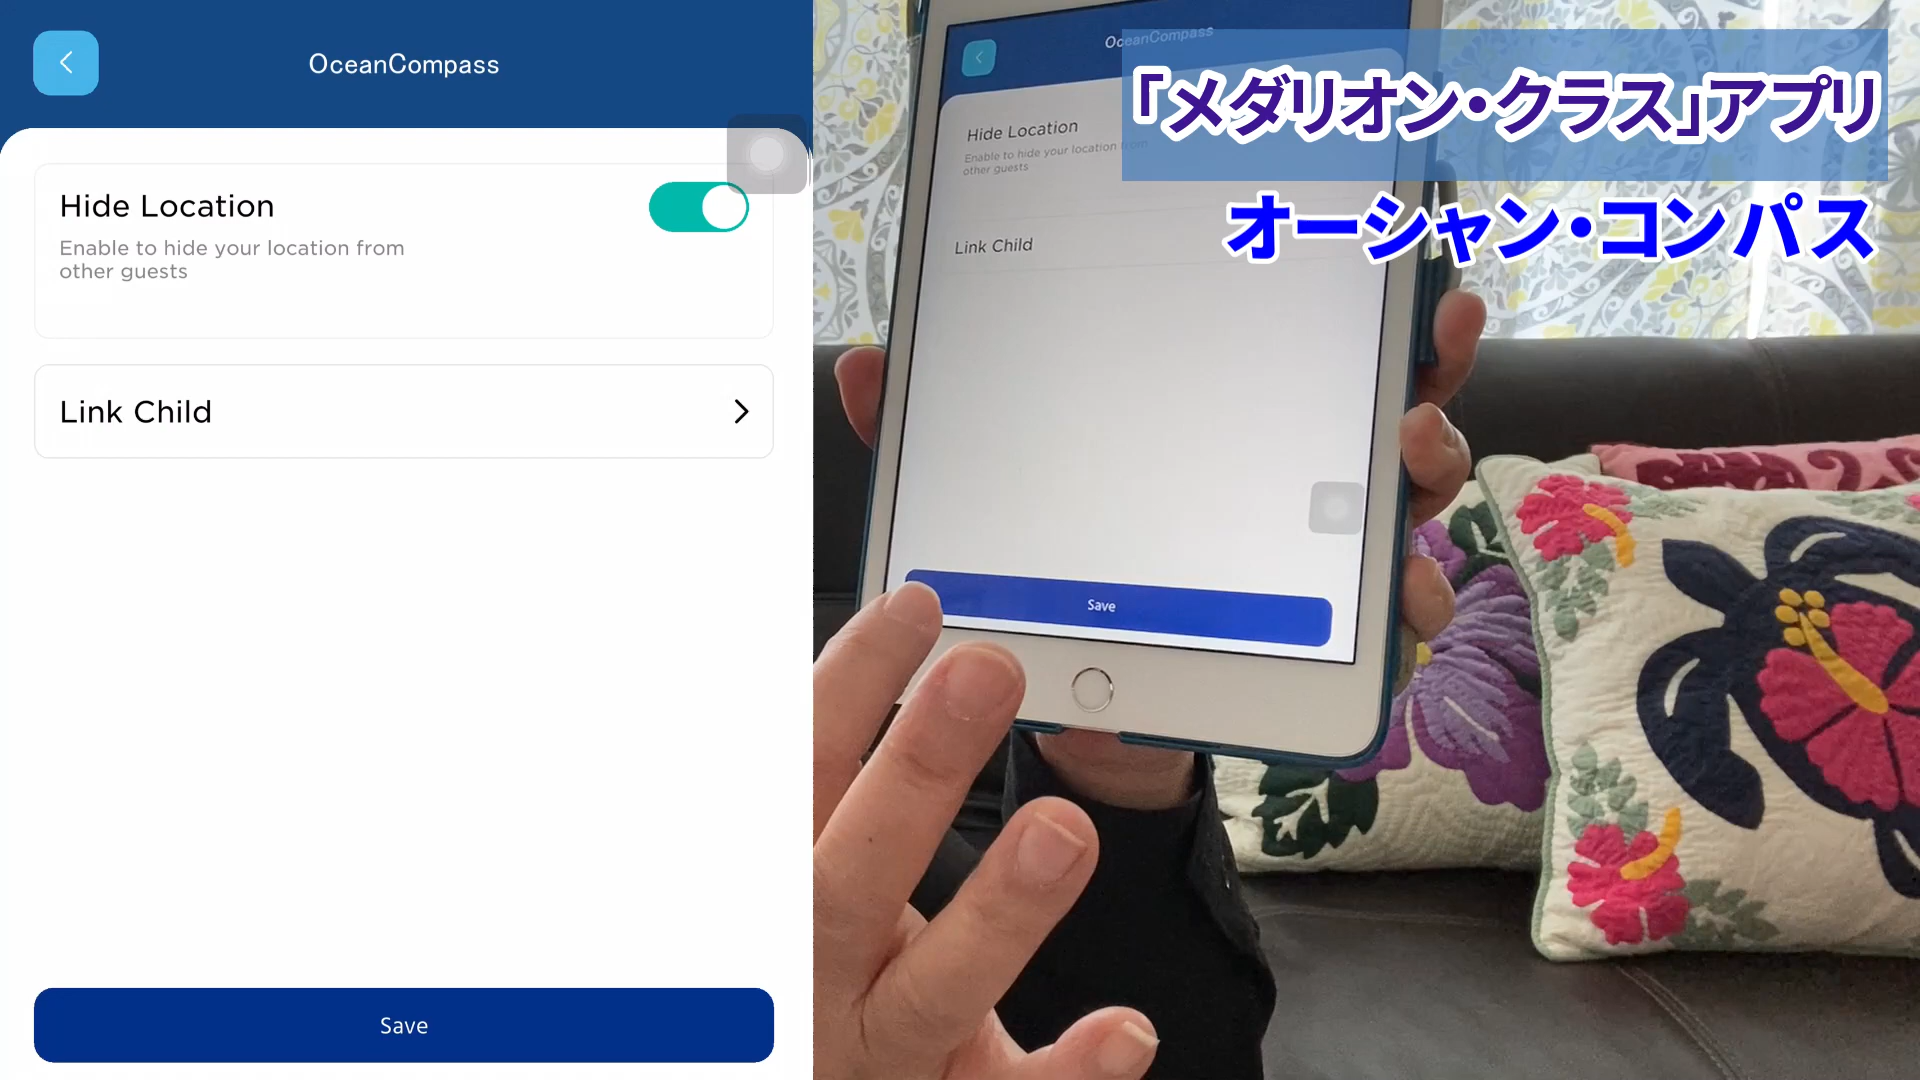 OceanCompass
Hide Location
Enable to hide your location from
other guests
Link Child
Save
OceanCompass
「メダリオン・クラス」アプリ
オーシャン・コンパス
Hide Location
Enable to hide your location from
other guests
Link Child
Save